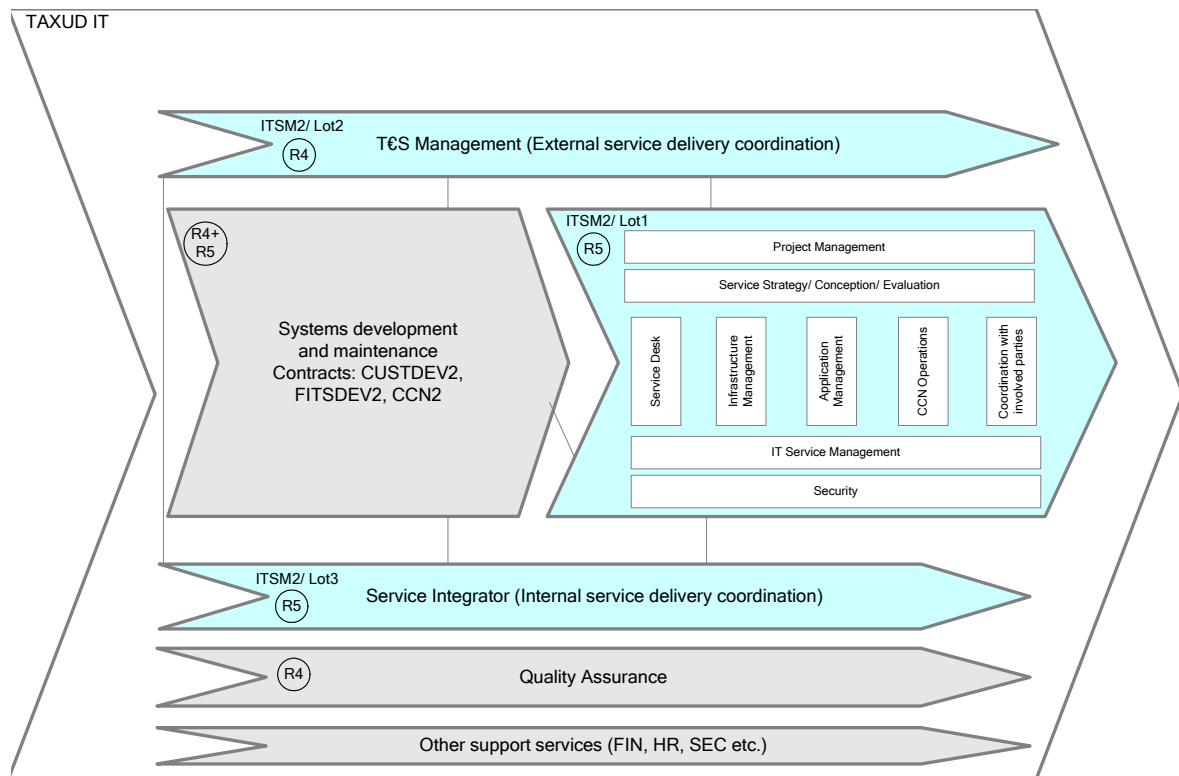 TAXUD IT
ITSM2/ Lot2
R4
T€S Management (External service delivery coordination)
R4+
R5
Systems development
and maintenance
Contracts: CUSTDEV2,
FITSDEV2, CCN2
ITSM2/ Lot1
R5
Project Management
Service Strategy/ Conception/ Evaluation
Service Desk
Infrastructure
Management
Application
Management
CCN Operations
Coordination with
involved parties
IT Service Management
Security
ITSM2/ Lot3
R5
Service Integrator (Internal service delivery coordination)
R4
Quality Assurance
Other support services (FIN, HR, SEC etc.)